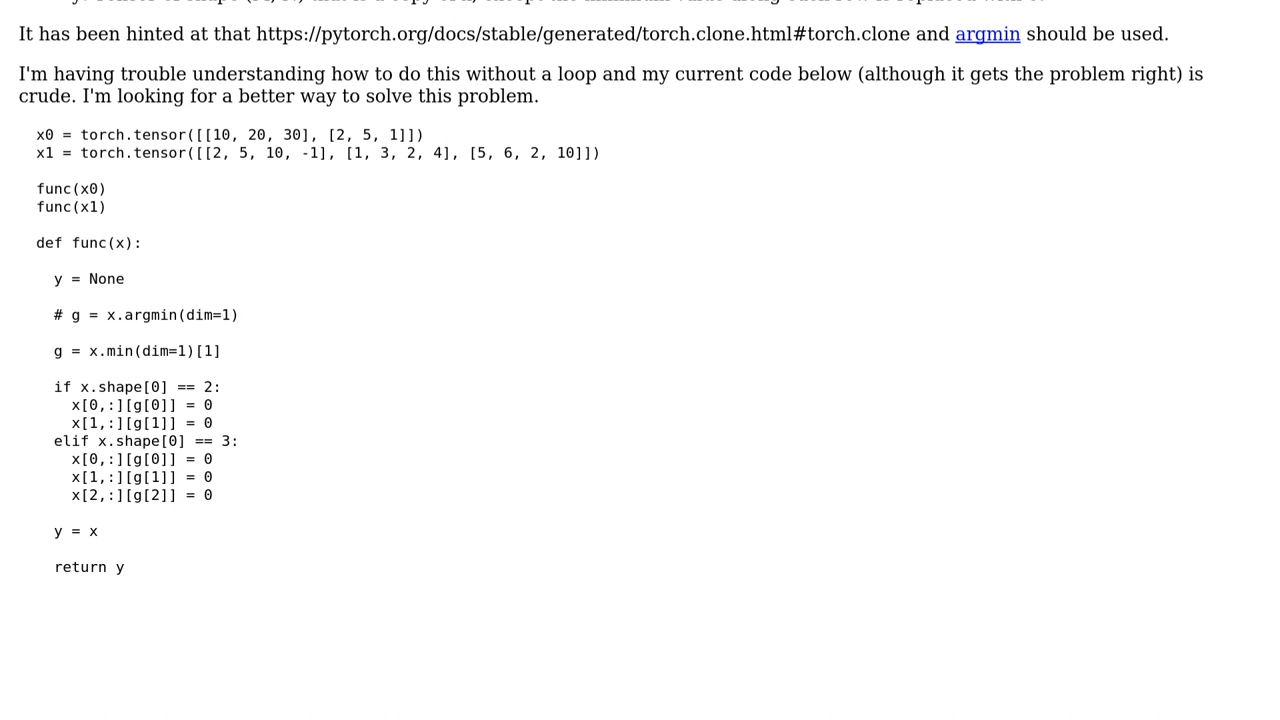 It has been hinted at that https://pytorch.org/docs/stable/generated/torch.clone.html#torch.clone and argmin should be used.
I'm having trouble understanding how to do this without a loop and my current code below (although it gets the problem right) is
crude. I'm looking for a better way to solve this problem.
x0 = torch.tensor([[10, 20, 30], [2, 5, 1]])
x1 = torch.tensor([[2, 5, 10, -1], [1, 3, 2, 4], [5, 6, 2, 10]])
func(x0)
func(x1)
def func(x):
y = None
# g = x.argmin(dim=1)
g = x.min(dim=1)[1]
if x.shape[0] == 2:
x[0,:][g[0]] = 0
x[1,:][g[1]] = 0
elif x.shape[0] == 3:
x[0,:][g[0]] = 0
x[1,:][g[1]] = 0
x[2,:][g[2]] = 0
y = x
return y